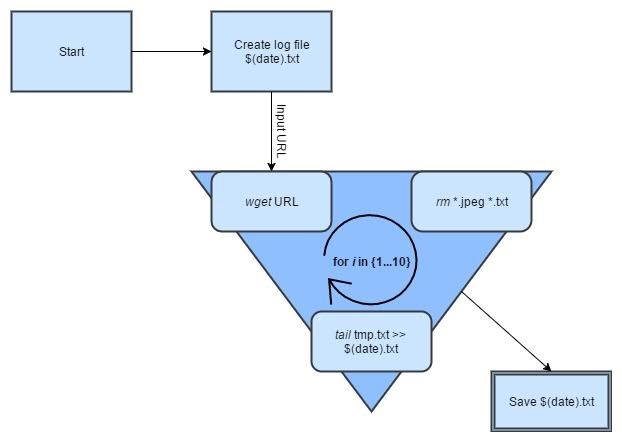 Start
Create log file
$(date).txt
Input URL
wget URL
rm *.jpeg *.txt
for i in {1...10}
tail tmp.txt >>
$(date).txt
Save $(date).txt